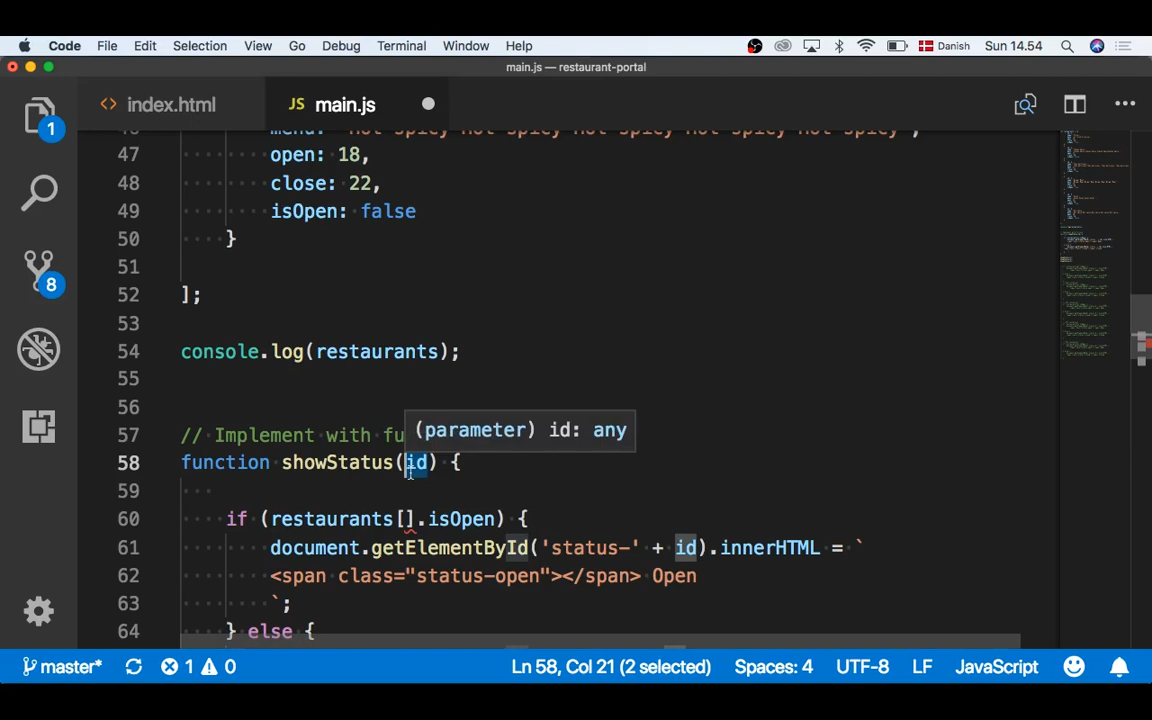 Code File Edit Selection View Go Debug Terminal Window Help Danish Sun 14.54
main.js — restaurant-portal
index.html
JS main.js
1
8
47 open: 18,
48 close: 22,
49 isOpen: false
50 }
51
52 ];
53
54 console.log(restaurants);
55
56
(parameter) id: any
57 // Implement with fu
58 function showStatus(id) {
59
60 if (restaurants[].isOpen) {
61 document.getElementById('status-' + id).innerHTML = `
62 <span class="status-open"></span> Open
63 `;
64 } else {
master* 1 0 Ln 58, Col 21 (2 selected) Spaces: 4 UTF-8 LF JavaScript